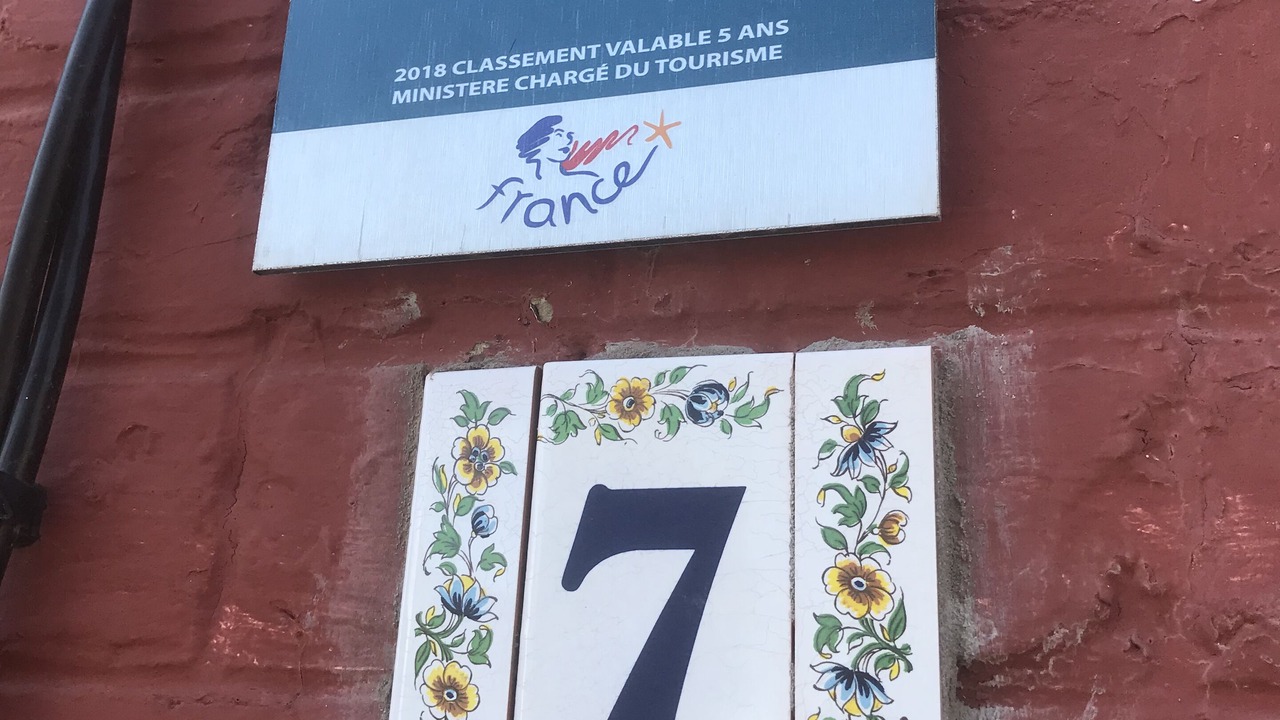 2018 CLASSEMENT VALABLE 5 ANS
MINISTERE CHARGÉ DU TOURISME
france
7